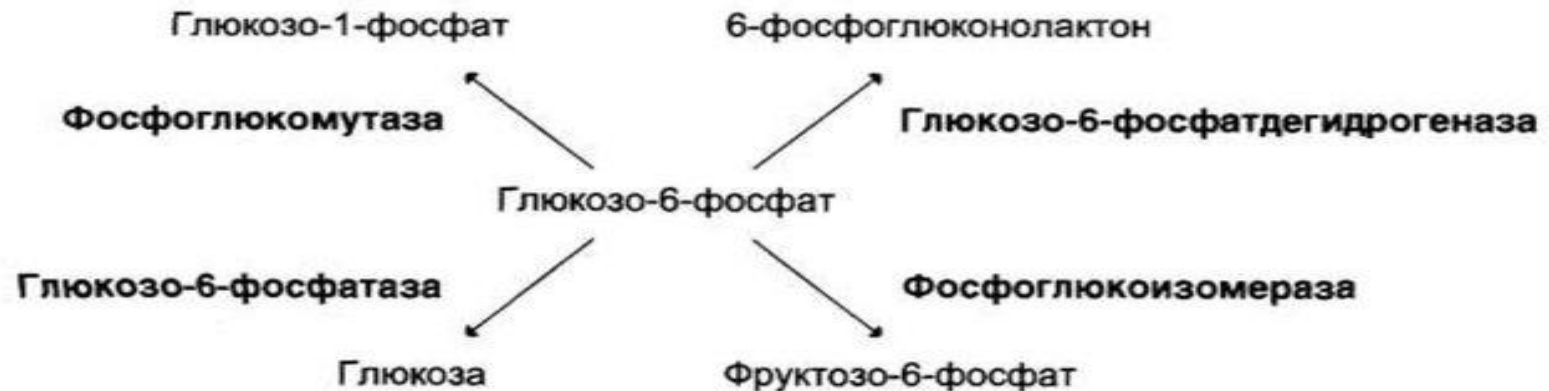 Глюкозо-1-фосфат 6-фосфоглюконолактон
Фосфоглюкомутаза Глюкозо-6-фосфатдегидрогеназа
Глюкозо-6-фосфат
Глюкозо-6-фосфатаза Фосфоглюкоизомераза
Глюкоза Фруктозо-6-фосфат